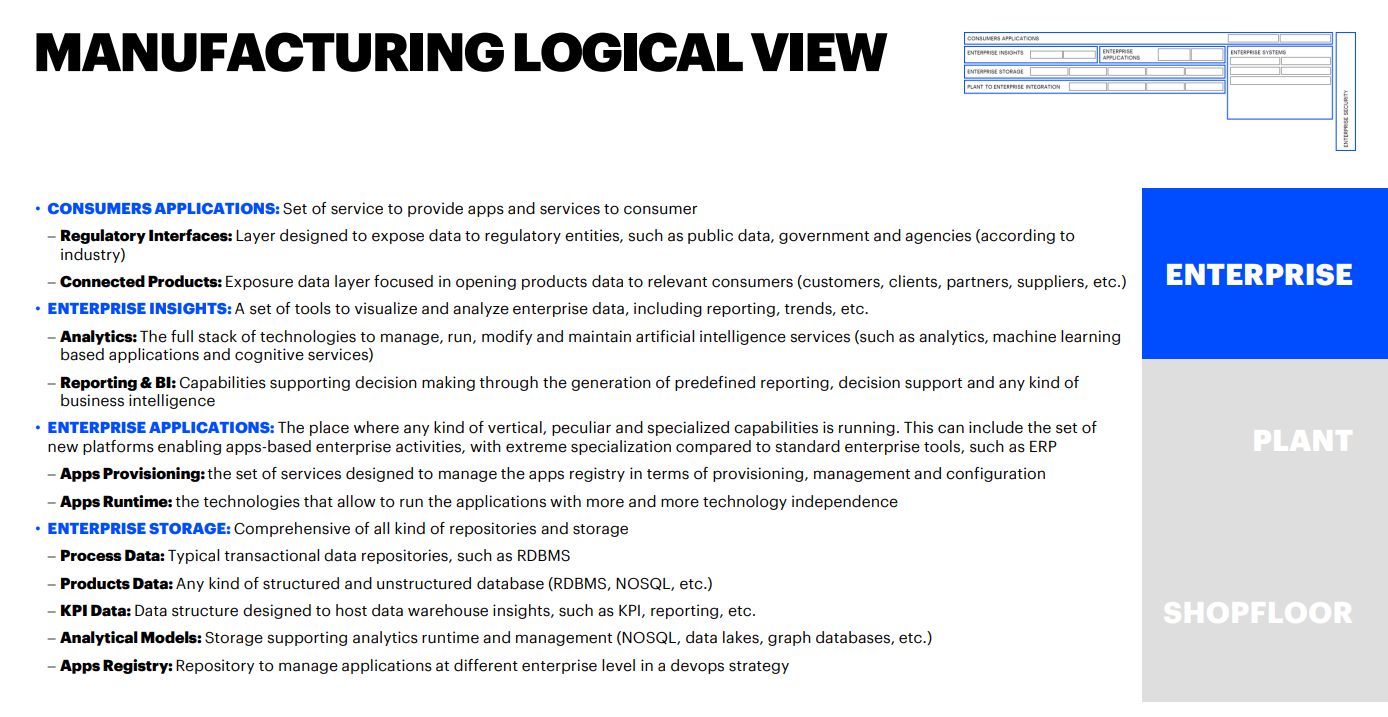 MANUFACTURING LOGICAL VIEW
CONSUMERS APPLICATIONS
ENTERPRISE INSIGHTS
ENTERPRISE
APPLICATIONS
ENTERPRISE SYSTEMS
ENTERPRISE STORAGE
PLANT TO ENTERPRISE INTEGRATION
ENTERPRISE SECURITY
• CONSUMERS APPLICATIONS: Set of service to provide apps and services to consumer
– Regulatory Interfaces: Layer designed to expose data to regulatory entities, such as public data, government and agencies (according to
industry)
– Connected Products: Exposure data layer focused in opening products data to relevant consumers (customers, clients, partners, suppliers, etc.)
• ENTERPRISE INSIGHTS: A set of tools to visualize and analyze enterprise data, including reporting, trends, etc.
– Analytics: The full stack of technologies to manage, run, modify and maintain artificial intelligence services (such as analytics, machine learning
based applications and cognitive services)
– Reporting & BI: Capabilities supporting decision making through the generation of predefined reporting, decision support and any kind of
business intelligence
• ENTERPRISE APPLICATIONS: The place where any kind of vertical, peculiar and specialized capabilities is running. This can include the set of
new platforms enabling apps-based enterprise activities, with extreme specialization compared to standard enterprise tools, such as ERP
– Apps Provisioning: the set of services designed to manage the apps registry in terms of provisioning, management and configuration
– Apps Runtime: the technologies that allow to run the applications with more and more technology independence
• ENTERPRISE STORAGE: Comprehensive of all kind of repositories and storage
– Process Data: Typical transactional data repositories, such as RDBMS
– Products Data: Any kind of structured and unstructured database (RDBMS, NOSQL, etc.)
– KPI Data: Data structure designed to host data warehouse insights, such as KPI, reporting, etc.
– Analytical Models: Storage supporting analytics runtime and management (NOSQL, data lakes, graph databases, etc.)
– Apps Registry: Repository to manage applications at different enterprise level in a devops strategy
ENTERPRISE
PLANT
SHOPFLOOR